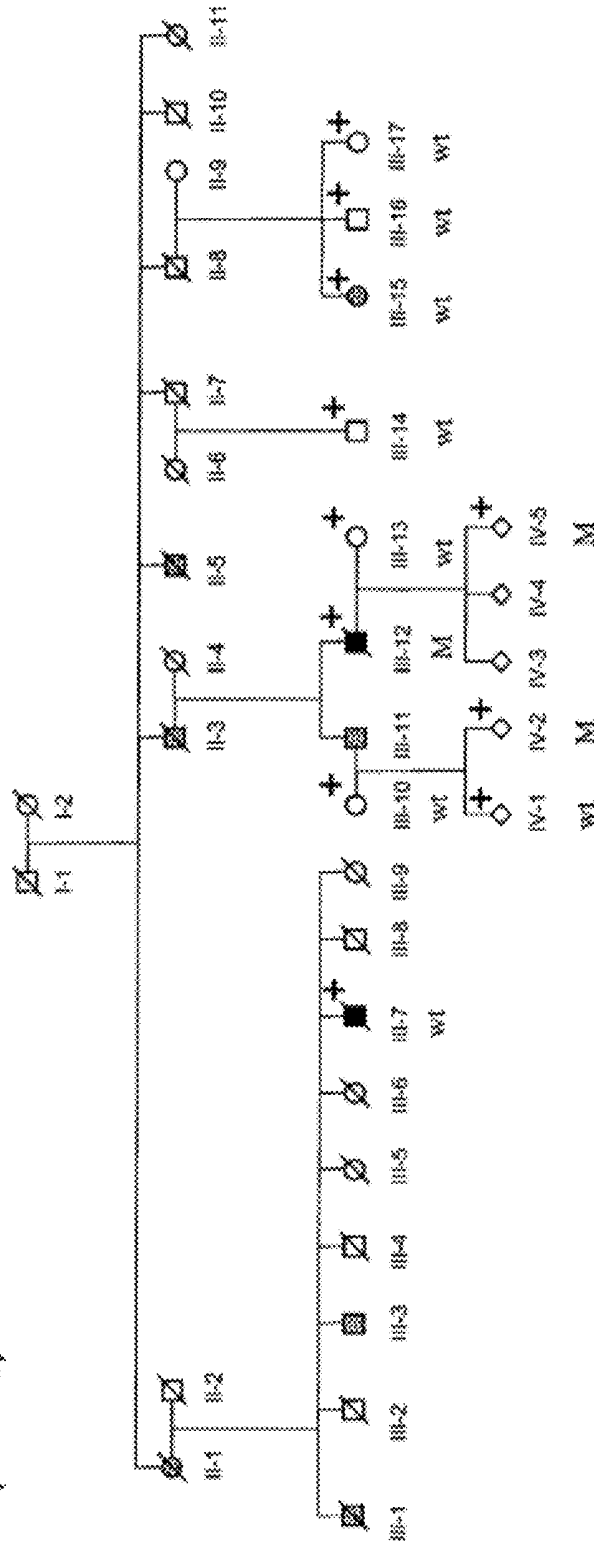 I-1 I-2
II-1 II-2 II-3 II-4 II-5 II-6 II-7 II-8 II-9 II-10 II-11
III-1 III-2 III-3 III-4 III-5 III-6 III-7 III-8 III-9 III-10 III-11 III-12 III-13 III-14 III-15 III-16 III-17
wt wt M wt wt wt wt wt
IV-1 IV-2 IV-3 IV-4 IV-5
wt M M